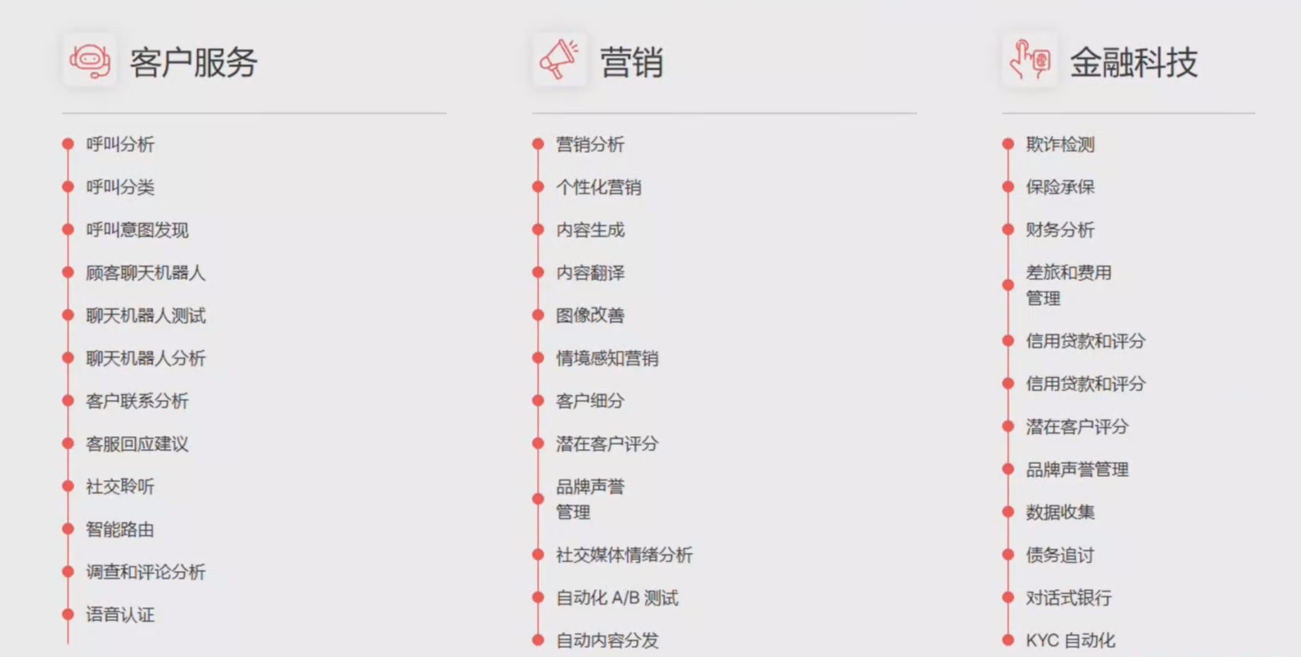 客户服务
呼叫分析
呼叫分类
呼叫意图发现
顾客聊天机器人
聊天机器人测试
聊天机器人分析
客户联系分析
客服回应建议
社交聆听
智能路由
调查和评论分析
语音认证
营销
营销分析
个性化营销
内容生成
内容翻译
图像改善
情境感知营销
客户细分
潜在客户评分
品牌声誉
管理
社交媒体情绪分析
自动化 A/B 测试
自动内容分发
金融科技
欺诈检测
保险承保
财务分析
差旅和费用
管理
信用贷款和评分
信用贷款和评分
潜在客户评分
品牌声誉管理
数据收集
债务追讨
对话式银行
KYC 自动化